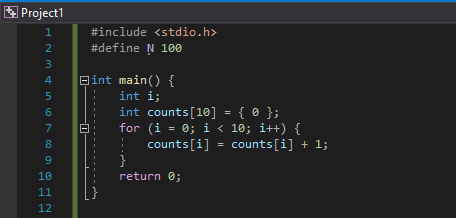 Project1
1 #include <stdio.h>
2 #define N 100
3
4 int main() {
5     int i;
6     int counts[10] = { 0 };
7     for (i = 0; i < 10; i++) {
8         counts[i] = counts[i] + 1;
9     }
10     return 0;
11 }
12